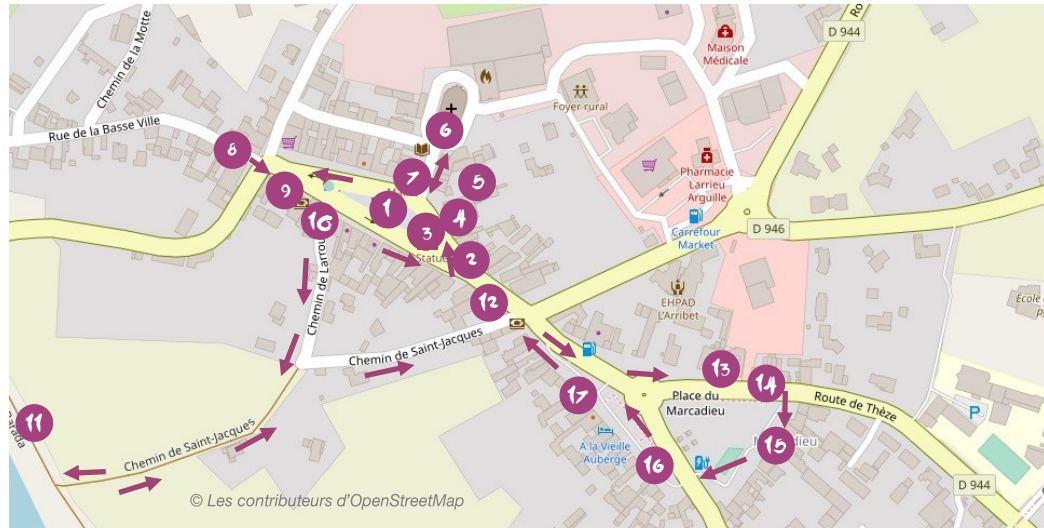 D 944
Ro
Chemin de la Motte
Maison
Médicale
Rue de la Basse Ville
Foyer rural
6
8
7
5
Pharmacie
Larrieu
Arguille
9
1
10
4
3
2
Carrefour
Market
D 946
Statue
12
EHPAD
L'Arribet
Chemin de Saint-Jacques
13
14
Place du
Marcadieu
Route de Thèze
17
11
15
P
Chemin de Saint-Jacques
A la Vieille
Auberge
16
D 944
© Les contributeurs d'OpenStreetMap